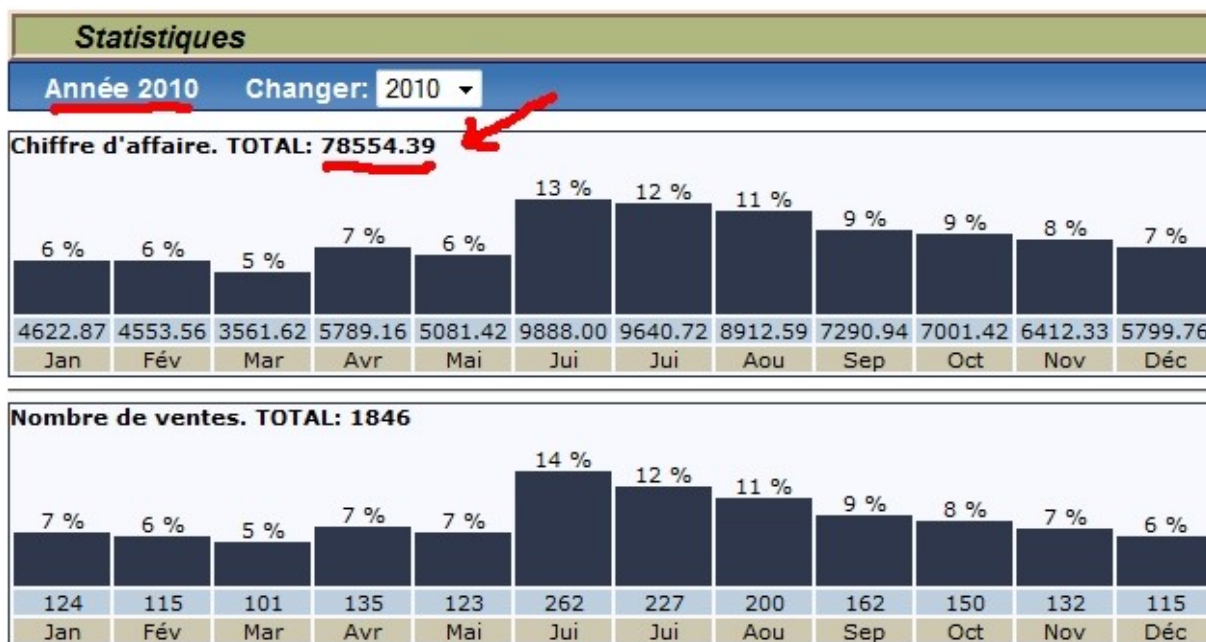 Statistiques
Année 2010 Changer: 2010
Chiffre d'affaire. TOTAL: 78554.39
6 % 6 % 5 % 7 % 6 % 13 % 12 % 11 % 9 % 9 % 8 % 7 %
4622.87 4553.56 3561.62 5789.16 5081.42 9888.00 9640.72 8912.59 7290.94 7001.42 6412.33 5799.76
Jan Fév Mar Avr Mai Jui Jui Aou Sep Oct Nov Déc
Nombre de ventes. TOTAL: 1846
7 % 6 % 5 % 7 % 7 % 14 % 12 % 11 % 9 % 8 % 7 % 6 %
124 115 101 135 123 262 227 200 162 150 132 115
Jan Fév Mar Avr Mai Jui Jui Aou Sep Oct Nov Déc